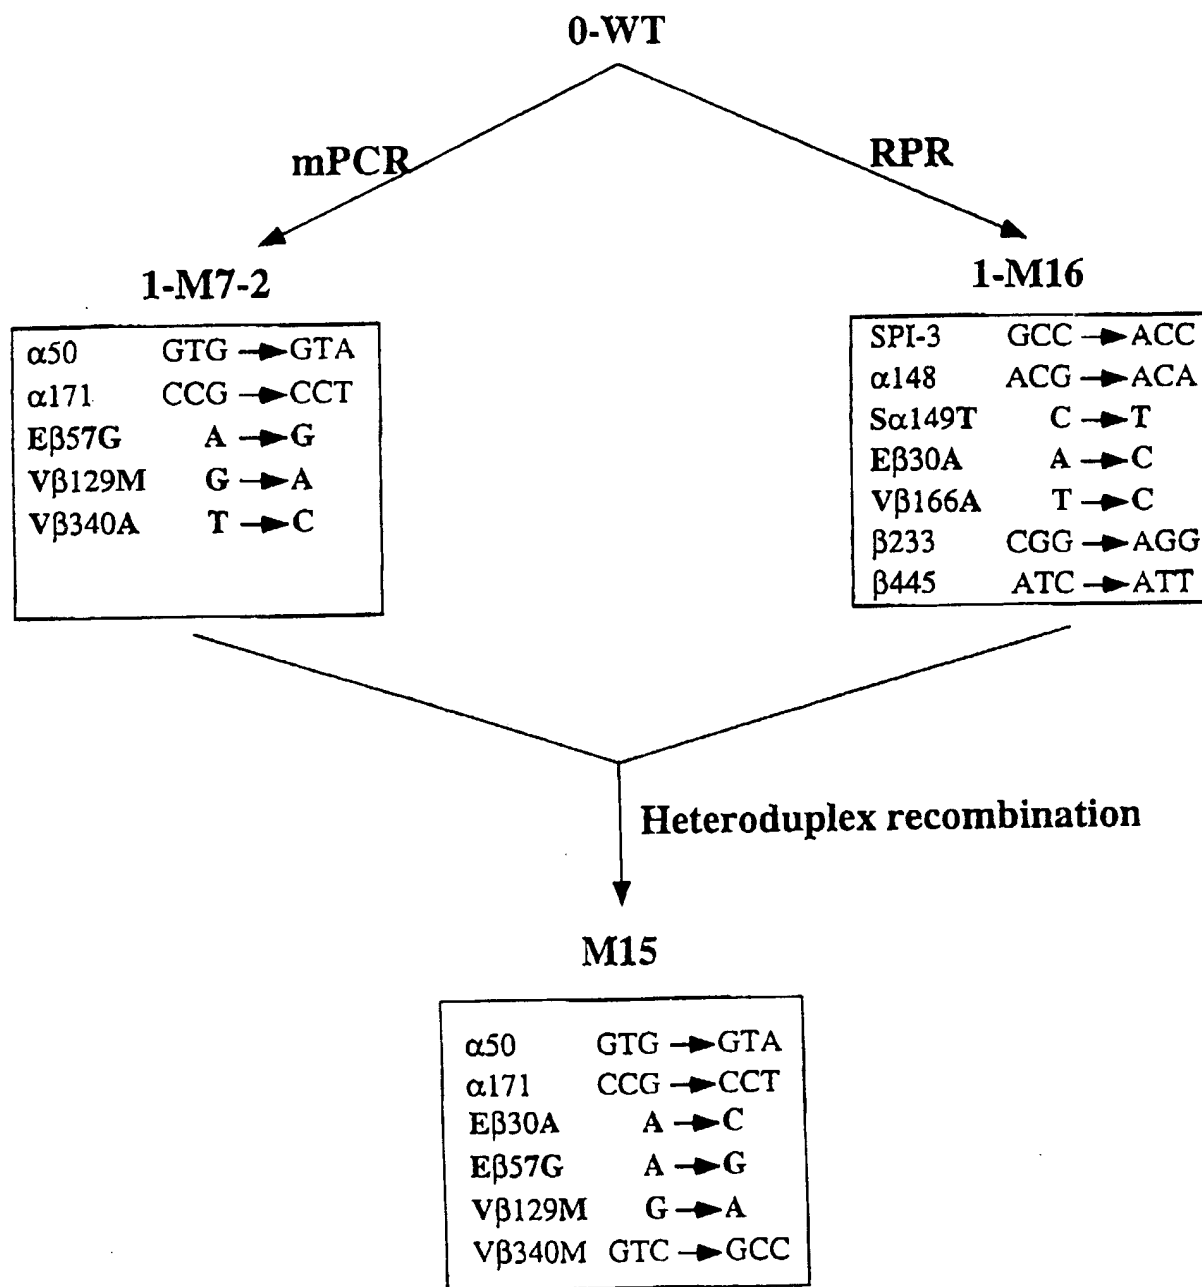 0-WT
mPCR
RPR
1-M7-2
α50 GTG → GTA
α171 CCG → CCT
Eβ57G A → G
Vβ129M G → A
Vβ340A T → C
1-M16
SPI-3 GCC → ACC
α148 ACG → ACA
Sα149T C → T
Eβ30A A → C
Vβ166A T → C
β233 CGG → AGG
β445 ATC → ATT
Heteroduplex recombination
M15
α50 GTG → GTA
α171 CCG → CCT
Eβ30A A → C
Eβ57G A → G
Vβ129M G → A
Vβ340M GTC → GCC